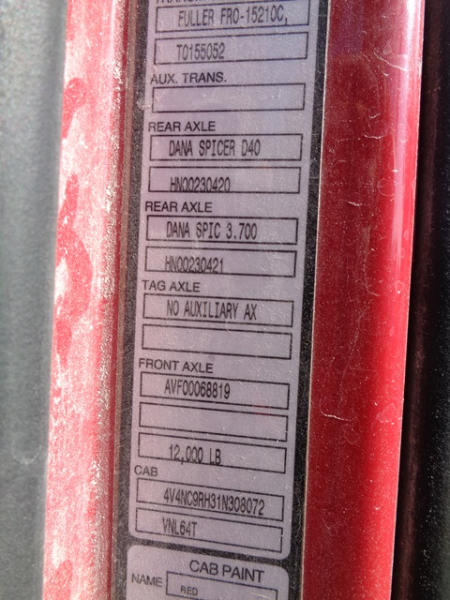 FULLER FRO-15210C,
TO155052
AUX. TRANS.
REAR AXLE
DANA SPICER D40
HN00230420
REAR AXLE
DANA SPIC 3.700
HN00230421
TAG AXLE
NO AUXILIARY AX
FRONT AXLE
AVF00068819
12,000 LB
CAB
4V4NC9RH31N308072
VNL64T
CAB PAINT
NAME RED